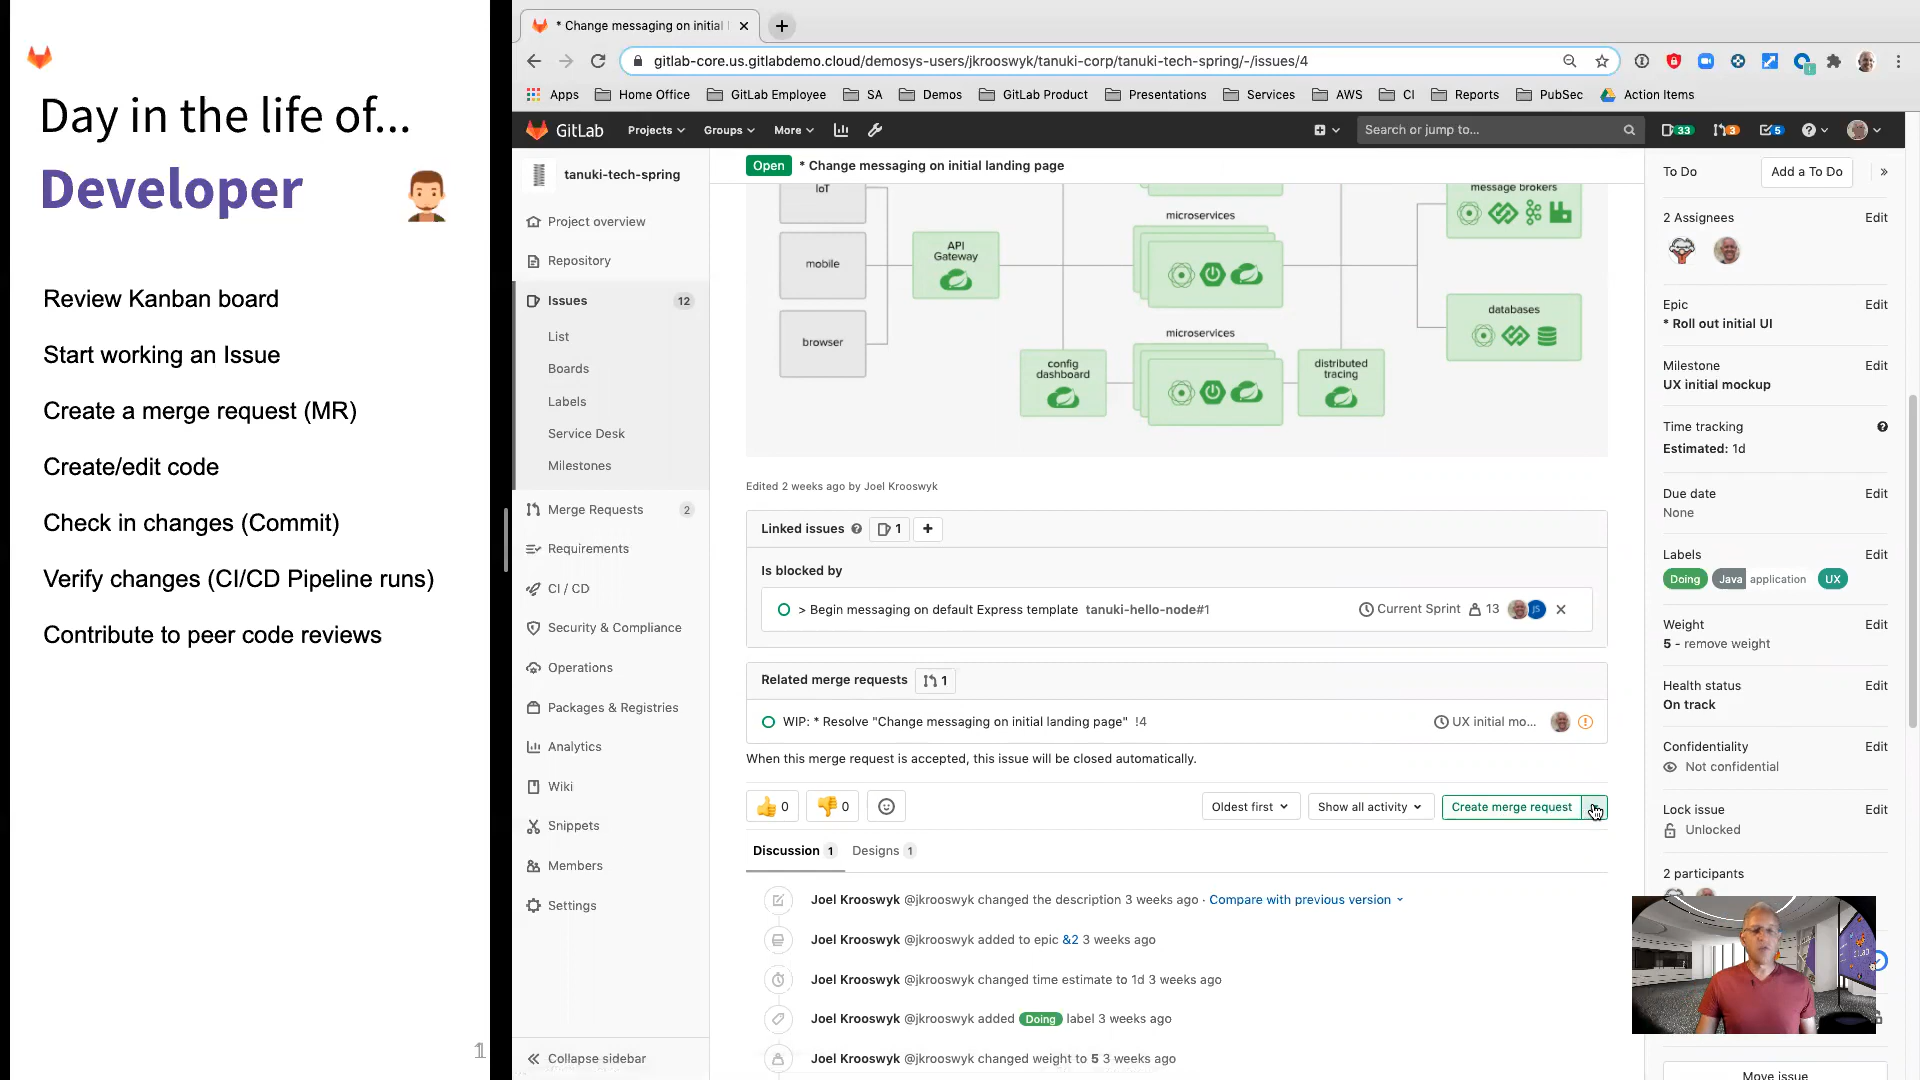 Day in the life of...
Developer
Review Kanban board
Start working an Issue
Create a merge request (MR)
Create/edit code
Check in changes (Commit)
Verify changes (CI/CD Pipeline runs)
Contribute to peer code reviews
1
* Change messaging on initial
gitlab-core.us.gitlabdemo.cloud/demosys-users/jkrooswyk/tanuki-corp/tanuki-tech-spring/-/issues/4
Apps Home Office GitLab Employee SA Demos GitLab Product Presentations Services AWS CI Reports PubSec Action Items
GitLab Projects Groups More Search or jump to... 33 3 5
tanuki-tech-spring
Project overview
Repository
Issues 12
List
Boards
Labels
Service Desk
Milestones
Merge Requests 2
Requirements
CI / CD
Security & Compliance
Operations
Packages & Registries
Analytics
Wiki
Snippets
Members
Settings
Collapse sidebar
Open * Change messaging on initial landing page
IoT
mobile
browser
API
Gateway
microservices
message brokers
config
dashboard
microservices
distributed
tracing
databases
Edited 2 weeks ago by Joel Krooswyk
Linked issues 1
Is blocked by
> Begin messaging on default Express template tanuki-hello-node#1 Current Sprint 13 JS
Related merge requests 1
WIP: * Resolve "Change messaging on initial landing page" !4 UX initial mo...
When this merge request is accepted, this issue will be closed automatically.
0 0 Oldest first Show all activity Create merge request
Discussion 1 Designs 1
Joel Krooswyk @jkrooswyk changed the description 3 weeks ago · Compare with previous version
Joel Krooswyk @jkrooswyk added to epic &2 3 weeks ago
Joel Krooswyk @jkrooswyk changed time estimate to 1d 3 weeks ago
Joel Krooswyk @jkrooswyk added Doing label 3 weeks ago
Joel Krooswyk @jkrooswyk changed weight to 5 3 weeks ago
To Do Add a To Do
2 Assignees Edit
Epic Edit
* Roll out initial UI
Milestone Edit
UX initial mockup
Time tracking
Estimated: 1d
Due date Edit
None
Labels Edit
Doing Java application UX
Weight Edit
5 - remove weight
Health status Edit
On track
Confidentiality Edit
Not confidential
Lock issue Edit
Unlocked
2 participants
Move issue